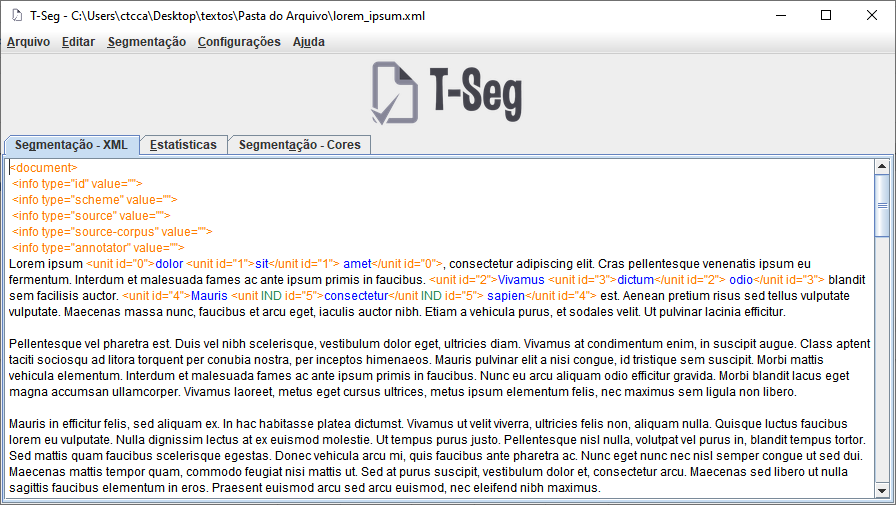 T-Seg - C:\Users\ctcca\Desktop\textos\Pasta do Arquivo\lorem_ipsum.xml
Arquivo Editar Segmentação Configurações Ajuda
T-Seg
Segmentação - XML Estatísticas Segmentação - Cores
<document>
<info type="id" value="">
<info type="scheme" value="">
<info type="source" value="">
<info type="source-corpus" value="">
<info type="annotator" value="">
Lorem ipsum <unit id="0">dolor <unit id="1">sit</unit id="1"> amet</unit id="0">, consectetur adipiscing elit. Cras pellentesque venenatis ipsum eu
fermentum. Interdum et malesuada fames ac ante ipsum primis in faucibus. <unit id="2">Vivamus <unit id="3">dictum</unit id="2"> odio</unit id="3"> blandit
sem facilisis auctor. <unit id="4">Mauris <unit IND id="5">consectetur</unit IND id="5"> sapien</unit id="4"> est. Aenean pretium risus sed tellus vulputate
vulputate. Maecenas massa nunc, faucibus et arcu eget, iaculis auctor nibh. Etiam a vehicula purus, et sodales velit. Ut pulvinar lacinia efficitur.
Pellentesque vel pharetra est. Duis vel nibh scelerisque, vestibulum dolor eget, ultricies diam. Vivamus at condimentum enim, in suscipit augue. Class aptent
taciti sociosqu ad litora torquent per conubia nostra, per inceptos himenaeos. Mauris pulvinar elit a nisi congue, id tristique sem suscipit. Morbi mattis
vehicula elementum. Interdum et malesuada fames ac ante ipsum primis in faucibus. Nunc eu arcu aliquam odio efficitur gravida. Morbi blandit lacus eget
magna accumsan ullamcorper. Vivamus laoreet, metus eget cursus ultrices, metus ipsum elementum felis, nec maximus sem ligula non libero.
Mauris in efficitur felis, sed aliquam ex. In hac habitasse platea dictumst. Vivamus ut velit viverra, ultricies felis non, aliquam nulla. Quisque luctus faucibus
lorem eu vulputate. Nulla dignissim lectus at ex euismod molestie. Ut tempus purus justo. Pellentesque nisl nulla, volutpat vel purus in, blandit tempus tortor.
Sed mattis quam faucibus scelerisque egestas. Donec vehicula arcu mi, quis faucibus ante pharetra ac. Nunc eget nunc nec nisl semper congue ut sed dui.
Maecenas mattis tempor quam, commodo feugiat nisi mattis ut. Sed at purus suscipit, vestibulum dolor et, consectetur arcu. Maecenas sed libero ut nulla
sagittis faucibus elementum in eros. Praesent euismod arcu sed arcu euismod, nec eleifend nibh maximus.